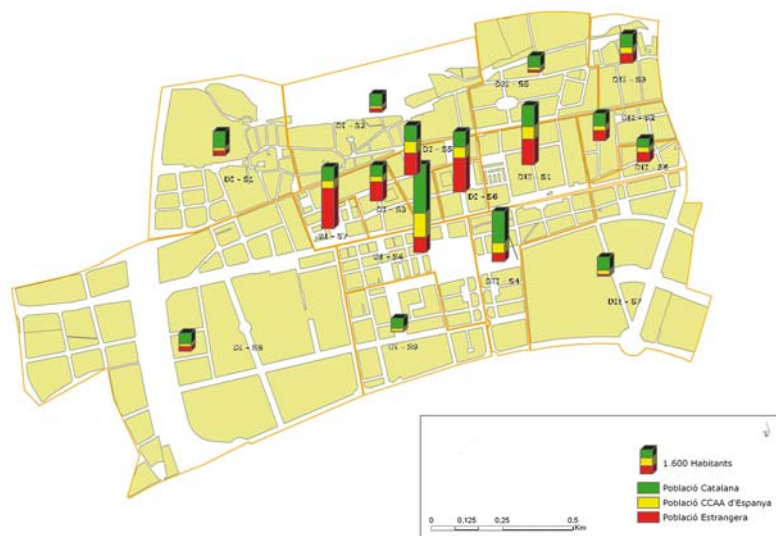 DII - S5
DII - S3
DII - S2
DI - S2
DI - S5
DII - S6
DI - S1
DII - S1
DI - S6
DI - S3
DI - S7
DI - S4
DII - S4
DII - S7
DI - S8
DI - S9
1.600 Habitants
Població Catalana
Població CCAA d'Espanya
Població Estrangera
0 0,125 0,25 0,5
Km